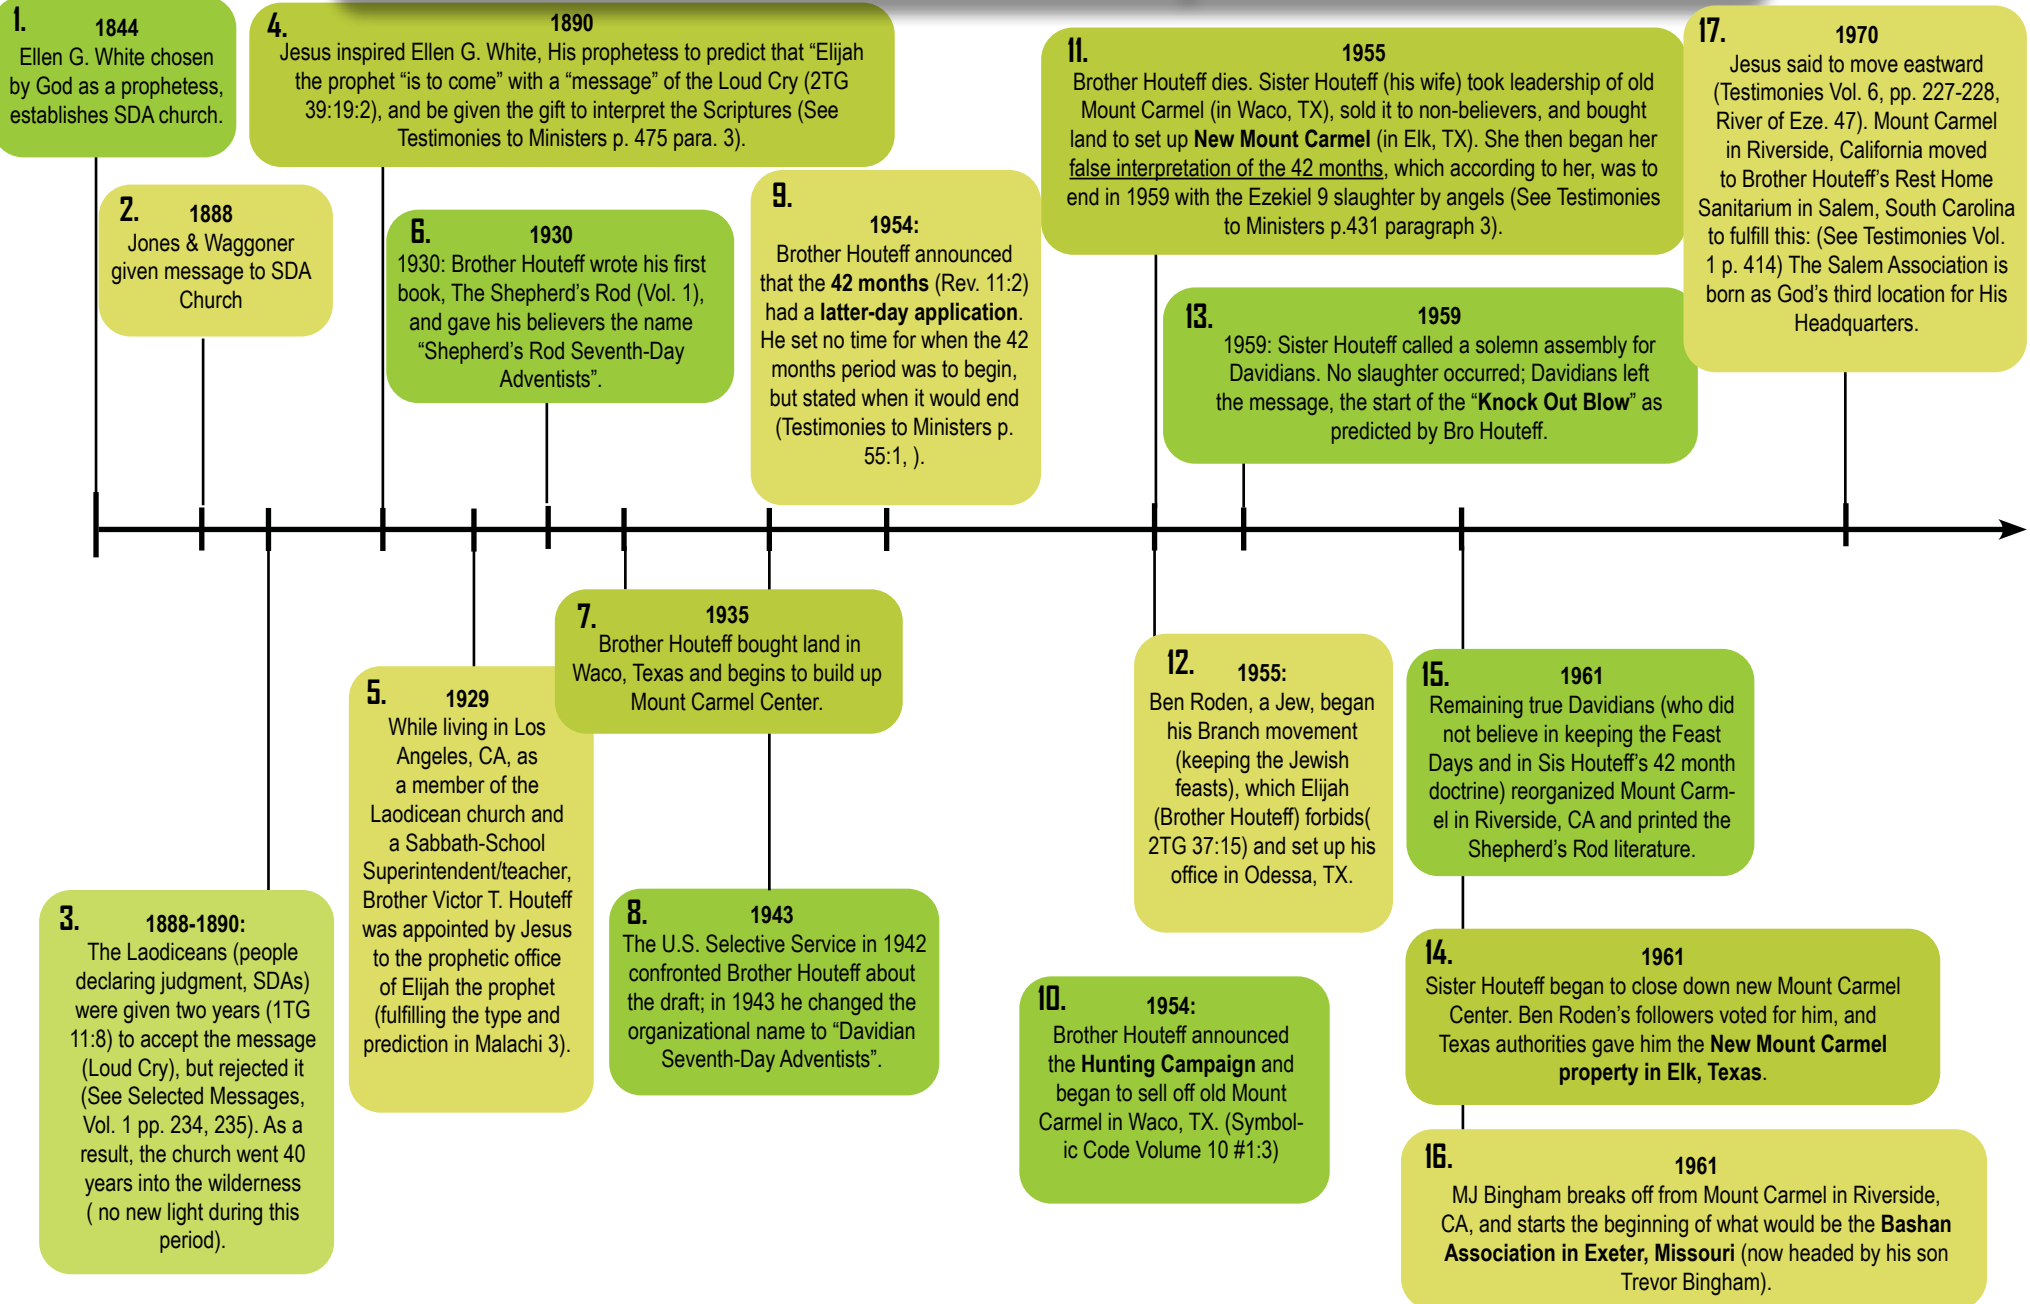 1.
1844
Ellen G. White chosen
by God as a prophetess,
establishes SDA church.
2.
1888
Jones & Waggoner
given message to SDA
Church
3.
1888-1890:
The Laodiceans (people
declaring judgment, SDAs)
were given two years (1TG
11:8) to accept the message
(Loud Cry), but rejected it
(See Selected Messages,
Vol. 1 pp. 234, 235). As a
result, the church went 40
years into the wilderness
( no new light during this
period).
4.
1890
Jesus inspired Ellen G. White, His prophetess to predict that “Elijah
the prophet “is to come” with a “message” of the Loud Cry (2TG
39:19:2), and be given the gift to interpret the Scriptures (See
Testimonies to Ministers p. 475 para. 3).
5.
1929
While living in Los
Angeles, CA, as
a member of the
Laodicean church and
a Sabbath-School
Superintendent/teacher,
Brother Victor T. Houteff
was appointed by Jesus
to the prophetic office
of Elijah the prophet
(fulfilling the type and
prediction in Malachi 3).
6.
1930
1930: Brother Houteff wrote his first
book, The Shepherd’s Rod (Vol. 1),
and gave his believers the name
“Shepherd’s Rod Seventh-Day
Adventists”.
7.
1935
Brother Houteff bought land in
Waco, Texas and begins to build up
Mount Carmel Center.
8.
1943
The U.S. Selective Service in 1942
confronted Brother Houteff about
the draft; in 1943 he changed the
organizational name to “Davidian
Seventh-Day Adventists”.
9.
1954:
Brother Houteff announced
that the 42 months (Rev. 11:2)
had a latter-day application.
He set no time for when the 42
months period was to begin,
but stated when it would end
(Testimonies to Ministers p.
55:1, ).
10.
1954:
Brother Houteff announced
the Hunting Campaign and
began to sell off old Mount
Carmel in Waco, TX. (Symbol-
ic Code Volume 10 #1:3)
11.
1955
Brother Houteff dies. Sister Houteff (his wife) took leadership of old
Mount Carmel (in Waco, TX), sold it to non-believers, and bought
land to set up New Mount Carmel (in Elk, TX). She then began her
false interpretation of the 42 months, which according to her, was to
end in 1959 with the Ezekiel 9 slaughter by angels (See Testimonies
to Ministers p.431 paragraph 3).
12.
1955:
Ben Roden, a Jew, began
his Branch movement
(keeping the Jewish
feasts), which Elijah
(Brother Houteff) forbids(
2TG 37:15) and set up his
office in Odessa, TX.
13.
1959
1959: Sister Houteff called a solemn assembly for
Davidians. No slaughter occurred; Davidians left
the message, the start of the “Knock Out Blow” as
predicted by Bro Houteff.
15.
1961
Remaining true Davidians (who did
not believe in keeping the Feast
Days and in Sis Houteff’s 42 month
doctrine) reorganized Mount Carm-
el in Riverside, CA and printed the
Shepherd’s Rod literature.
14.
1961
Sister Houteff began to close down new Mount Carmel
Center. Ben Roden’s followers voted for him, and
Texas authorities gave him the New Mount Carmel
property in Elk, Texas.
16.
1961
MJ Bingham breaks off from Mount Carmel in Riverside,
CA, and starts the beginning of what would be the Bashan
Association in Exeter, Missouri (now headed by his son
Trevor Bingham).
17.
1970
Jesus said to move eastward
(Testimonies Vol. 6, pp. 227-228,
River of Eze. 47). Mount Carmel
in Riverside, California moved
to Brother Houteff’s Rest Home
Sanitarium in Salem, South Carolina
to fulfill this: (See Testimonies Vol.
1 p. 414) The Salem Association is
born as God’s third location for His
Headquarters.